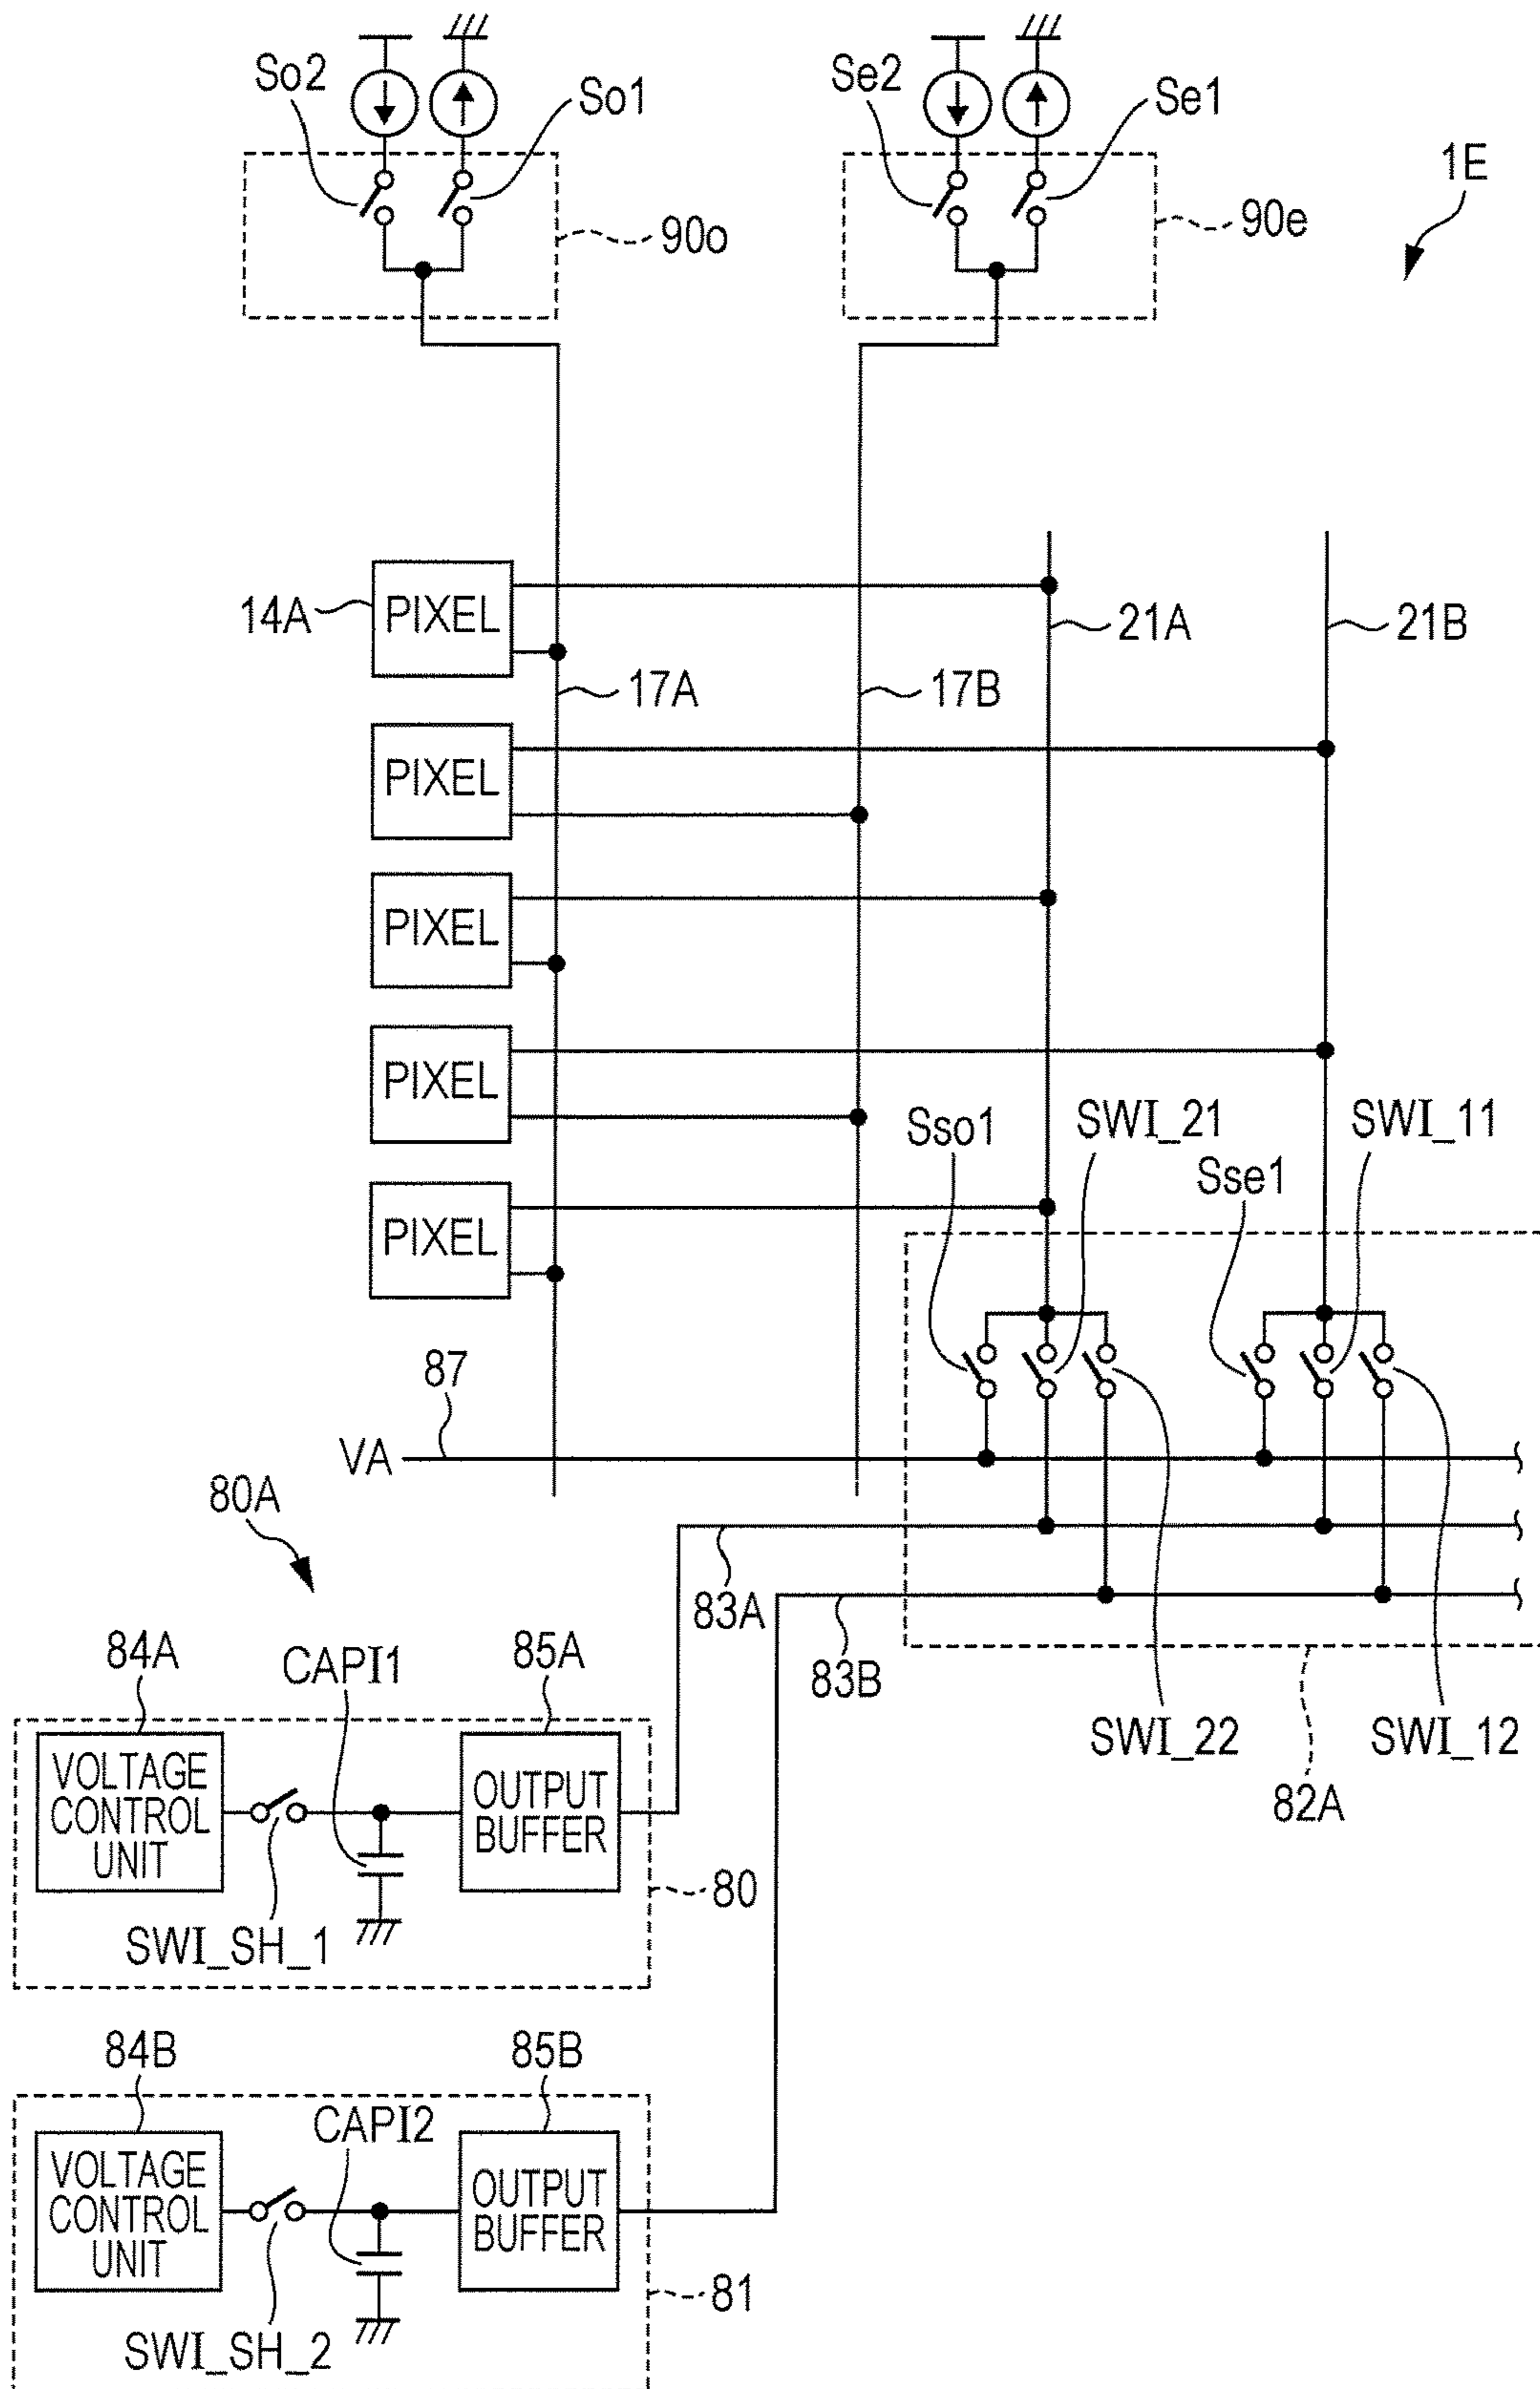 So2
So1
Se2
Se1
1E
90o
90e
14A
PIXEL
21A
21B
17A
17B
PIXEL
PIXEL
PIXEL
Sso1
SWI_21
SWI_11
Sse1
PIXEL
87
VA
80A
83A
83B
84A
CAPI1
85A
SWI_22
SWI_12
82A
VOLTAGE
CONTROL
UNIT
OUTPUT
BUFFER
80
SWI_SH_1
84B
85B
CAPI2
VOLTAGE
CONTROL
UNIT
OUTPUT
BUFFER
81
SWI_SH_2